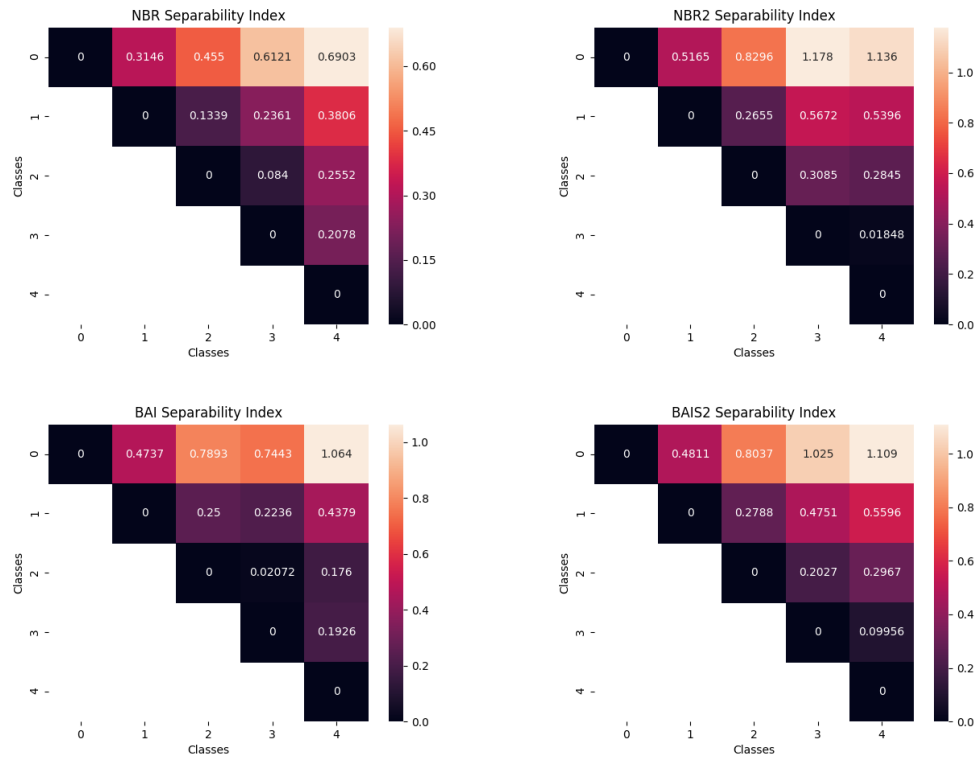 NBR Separability Index
0 0 0.3146 0.455 0.6121 0.6903
1 0 0.1339 0.2361 0.3806
2 0 0.084 0.2552
3 0 0.2078
4 0
0 1 2 3 4
Classes
Classes
0.60
0.45
0.30
0.15
0.00
NBR2 Separability Index
0 0 0.5165 0.8296 1.178 1.136
1 0 0.2655 0.5672 0.5396
2 0 0.3085 0.2845
3 0 0.01848
4 0
0 1 2 3 4
Classes
Classes
1.0
0.8
0.6
0.4
0.2
0.0
BAI Separability Index
0 0 0.4737 0.7893 0.7443 1.064
1 0 0.25 0.2236 0.4379
2 0 0.02072 0.176
3 0 0.1926
4 0
0 1 2 3 4
Classes
Classes
1.0
0.8
0.6
0.4
0.2
0.0
BAIS2 Separability Index
0 0 0.4811 0.8037 1.025 1.109
1 0 0.2788 0.4751 0.5596
2 0 0.2027 0.2967
3 0 0.09956
4 0
0 1 2 3 4
Classes
Classes
1.0
0.8
0.6
0.4
0.2
0.0